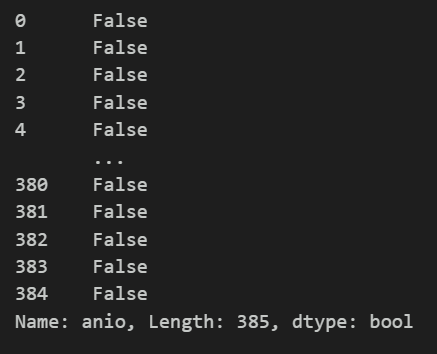 0      False
1      False
2      False
3      False
4      False
       ...
380    False
381    False
382    False
383    False
384    False
Name: anio, Length: 385, dtype: bool